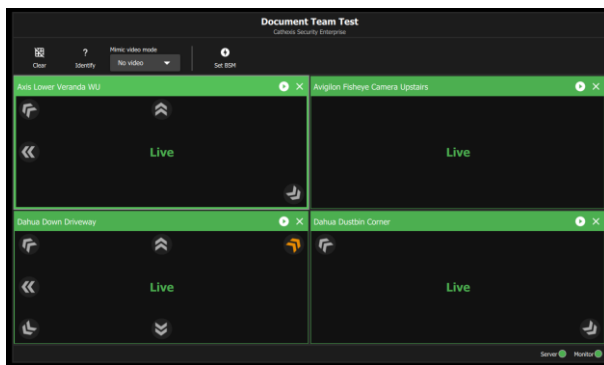 Document Team Test
Cathexis Security Enterprise
Mimic video mode
Clear
?
Identify
No video
Set BSM
Axis Lower Veranda WU
Avigilon Fisheye Camera Upstairs
Live
Live
Dahua Down Driveway
Dahua Dustbin Corner
Live
Live
Server
Monitor